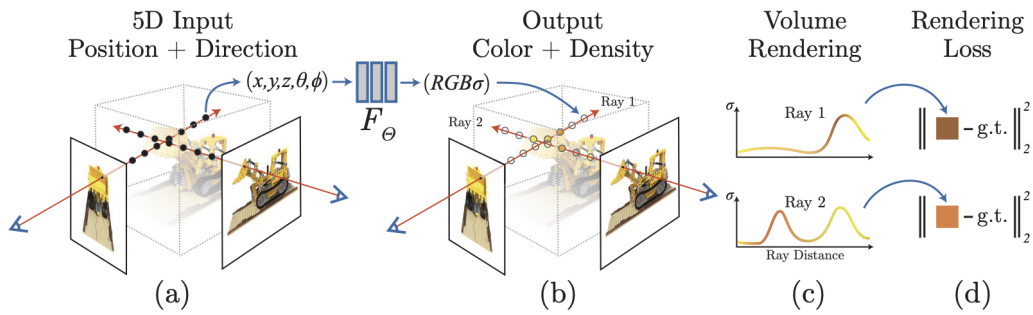 5D Input
Position + Direction
Output
Color + Density
Volume
Rendering
Rendering
Loss
(x,y,z,θ,ϕ)
F_Θ
(RGBσ)
Ray 1
Ray 2
σ
Ray 1
σ
Ray 2
Ray Distance
‖ – g.t. ‖₂²
‖ – g.t. ‖₂²
(a)
(b)
(c)
(d)